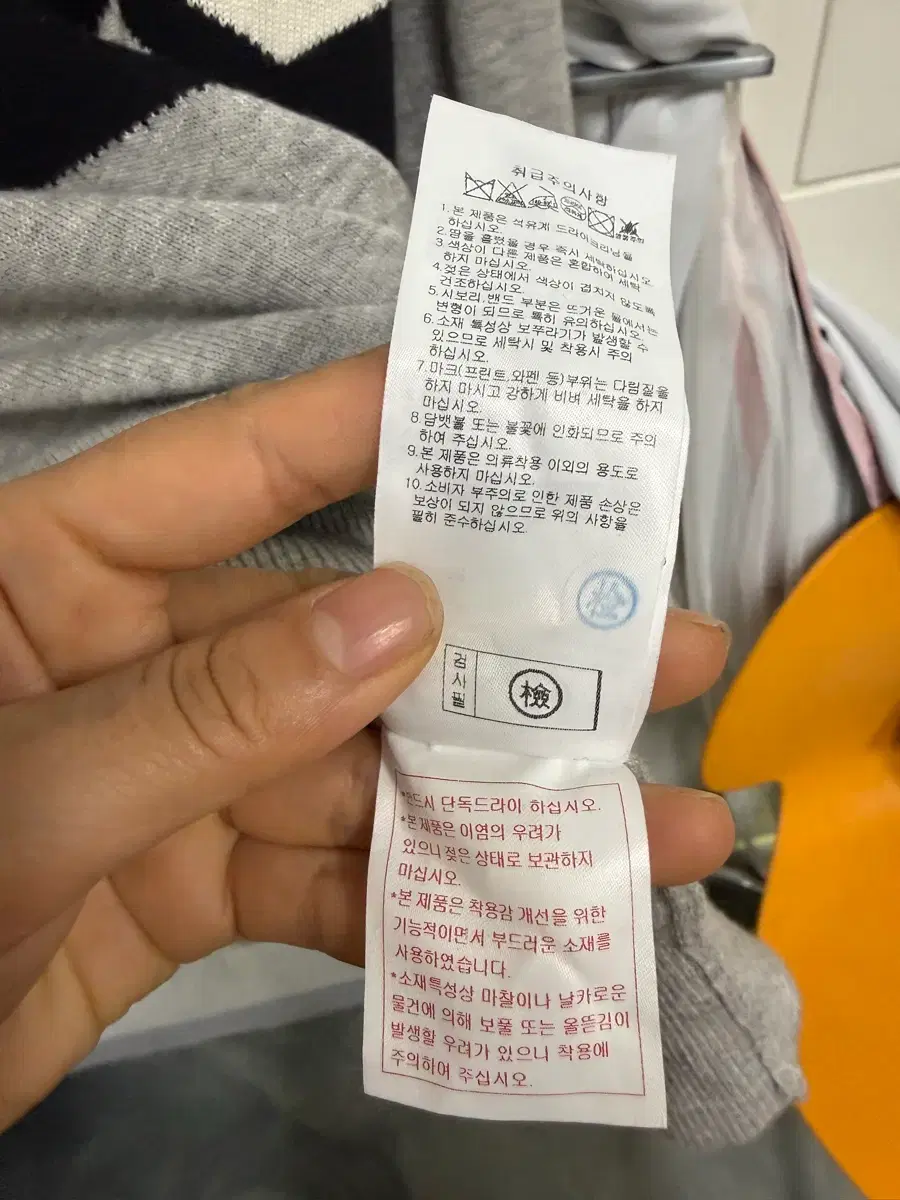 취급주의사항
1.본 제품은 석유계 드라이크리닝을
하십시오.
2.땀을 흘렸을 경우 즉시 세탁하십시오.
3.색상이 다른 제품은 혼합하여 세탁
하지 마십시오.
4.젖은 상태에서 색상이 겹치지 않도록
건조하십시오.
5.시보리,밴드 부분은 뜨거운 물에서는
변형이 되므로 특히 유의하십시오.
6.소재 특성상 보푸라기가 발생할 수
있으므로 세탁시 및 착용시 주의
하십시오.
7.마크(프린트,와펜 등)부위는 다림질을
하지 마시고 강하게 비벼 세탁을 하지
마십시오.
8.담뱃불 또는 불꽃에 인화되므로 주의
하여 주십시오.
9.본 제품은 의류착용 이외의 용도로
사용하지 마십시오.
10.소비자 부주의로 인한 제품 손상은
보상이 되지 않으므로 위의 사항을
필히 준수하십시오.
검사필 檢
단독드라이 하십시오.
*본제품은 이염의 우려가
있으니 젖은 상태로 보관하지
마십시오.
*본 제품은 착용감 개선을 위한
기능적이면서 부드러운 소재를
사용하였습니다.
*소재특성상 마찰이나 날카로운
물건에 의해 보풀 또는 올뜯김이
발생할 우려가 있으니 착용에
주의하여 주십시오.